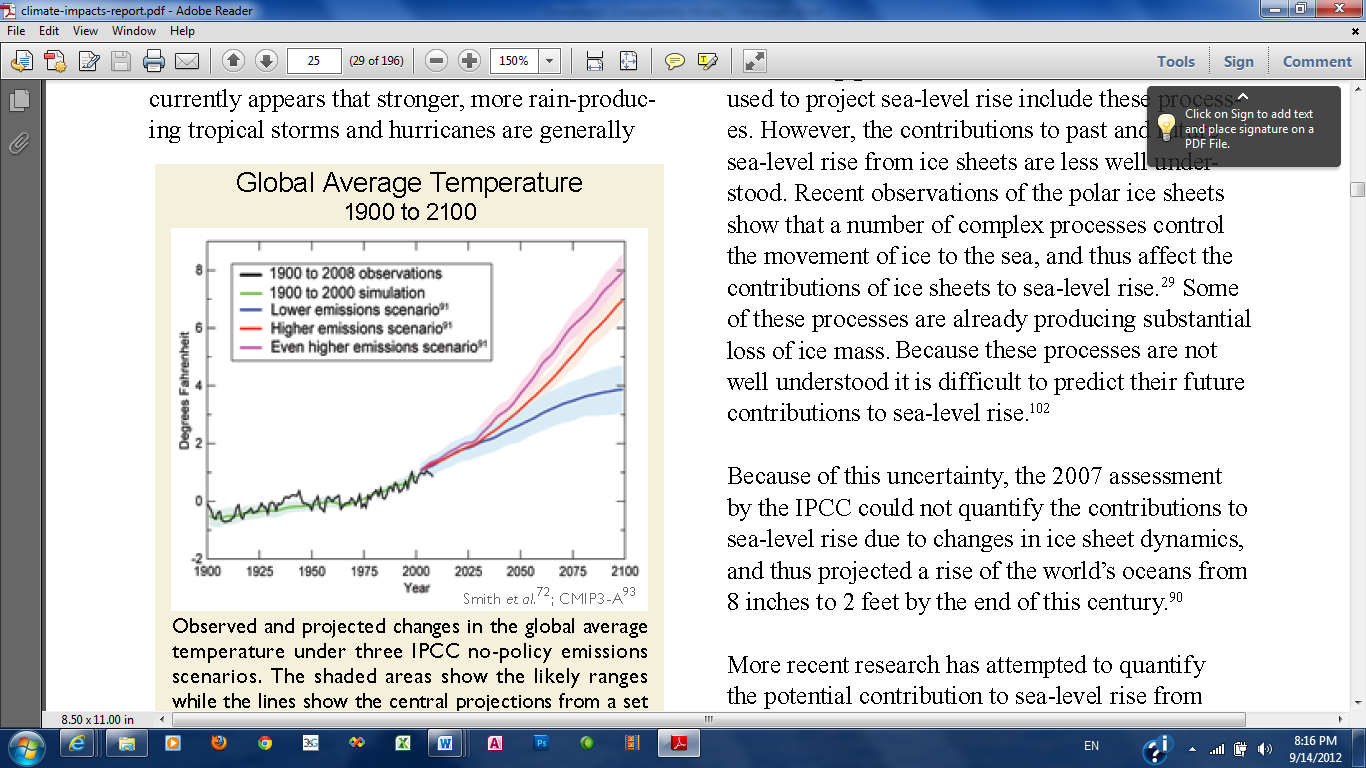 climate-impacts-report.pdf - Adobe Reader
File Edit View Window Help
25 (29 of 196) 150% Tools Sign Comment
currently appears that stronger, more rain-produc-
ing tropical storms and hurricanes are generally
Global Average Temperature
1900 to 2100
Degrees Fahrenheit
8
6
4
2
0
-2
1900 to 2008 observations
1900 to 2000 simulation
Lower emissions scenario91
Higher emissions scenario91
Even higher emissions scenario91
1900 1925 1950 1975 2000 2025 2050 2075 2100
Year
Smith et al.72; CMIP3-A93
Observed and projected changes in the global average
temperature under three IPCC no-policy emissions
scenarios. The shaded areas show the likely ranges
while the lines show the central projections from a set
used to project sea-level rise include these process-
es. However, the contributions to past and
sea-level rise from ice sheets are less well under-
stood. Recent observations of the polar ice sheets
show that a number of complex processes control
the movement of ice to the sea, and thus affect the
contributions of ice sheets to sea-level rise.29 Some
of these processes are already producing substantial
loss of ice mass. Because these processes are not
well understood it is difficult to predict their future
contributions to sea-level rise.102
Because of this uncertainty, the 2007 assessment
by the IPCC could not quantify the contributions to
sea-level rise due to changes in ice sheet dynamics,
and thus projected a rise of the world's oceans from
8 inches to 2 feet by the end of this century.90
More recent research has attempted to quantify
the potential contribution to sea-level rise from
Click on Sign to add text
and place signature on a
PDF File.
8.50 x 11.00 in
EN
8:16 PM
9/14/2012